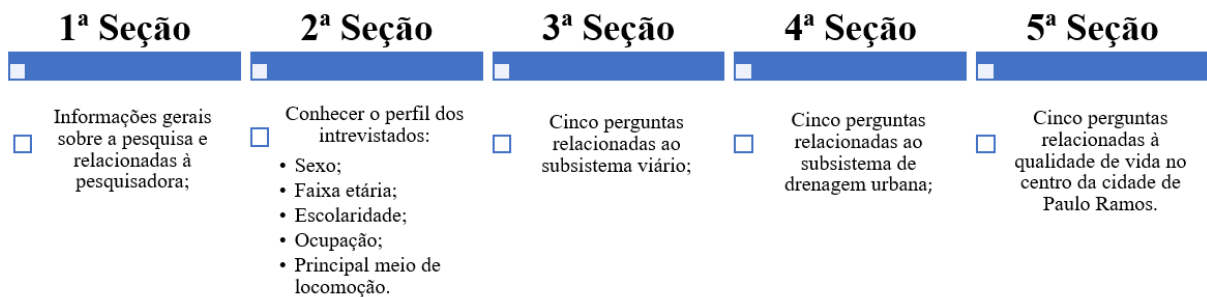 1ª Seção
Informações gerais
sobre a pesquisa e
relacionadas à
pesquisadora;
2ª Seção
Conhecer o perfil dos
intrevistados:
• Sexo;
• Faixa etária;
• Escolaridade;
• Ocupação;
• Principal meio de
locomoção.
3ª Seção
Cinco perguntas
relacionadas ao
subsistema viário;
4ª Seção
Cinco perguntas
relacionadas ao
subsistema de
drenagem urbana;
5ª Seção
Cinco perguntas
relacionadas à
qualidade de vida no
centro da cidade de
Paulo Ramos.